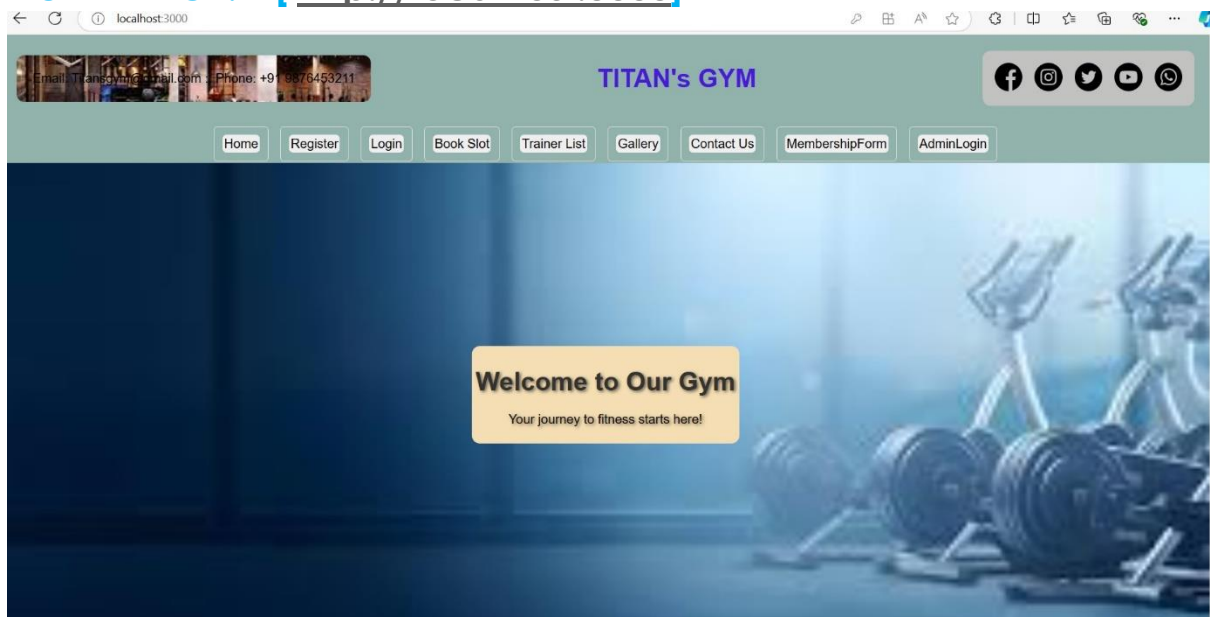 localhost:3000
Email: Titansgym@gmail.com : Phone: +91 9876453211
TITAN's GYM
Home Register Login Book Slot Trainer List Gallery Contact Us MembershipForm AdminLogin
Welcome to Our Gym
Your journey to fitness starts here!